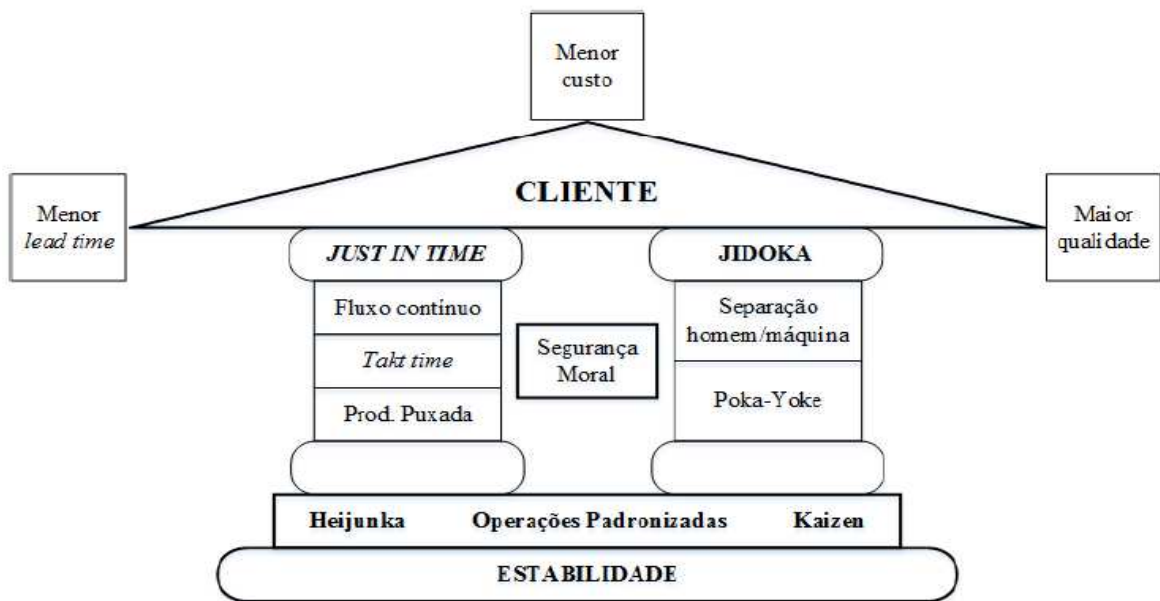 Menor
custo
CLIENTE
Menor
lead time
Maior
qualidade
JUST IN TIME
JIDOKA
Fluxo contínuo
Takt time
Prod. Puxada
Segurança
Moral
Separação
homem/máquina
Poka-Yoke
Heijunka Operações Padronizadas Kaizen
ESTABILIDADE